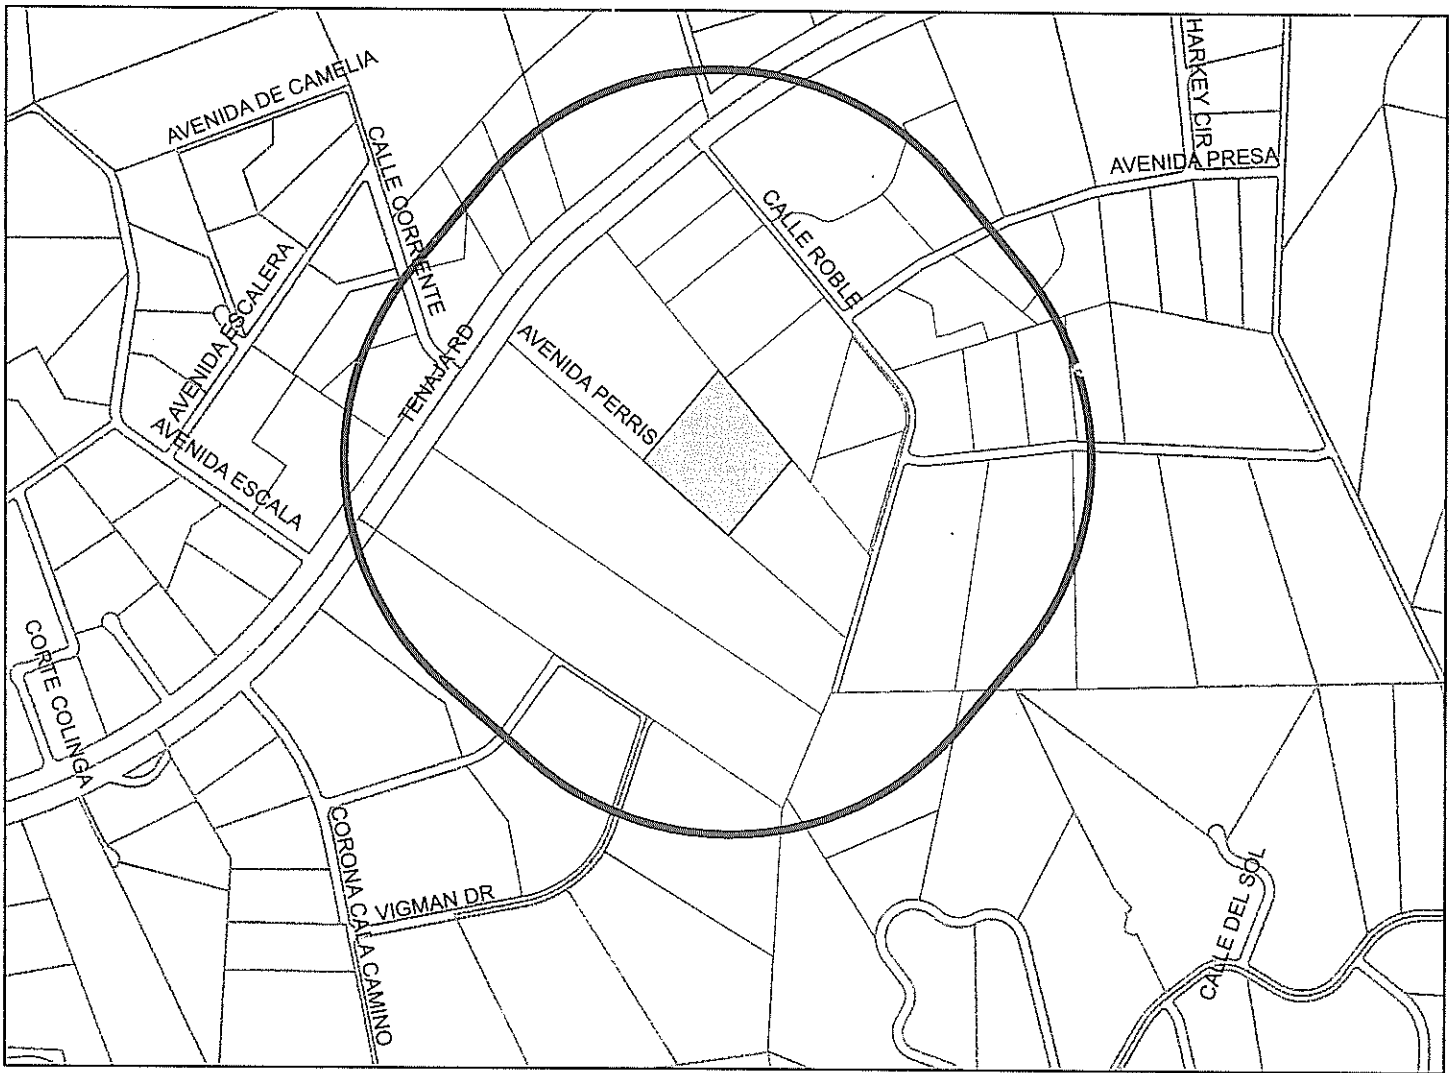 AVENIDA DE CAMELIA
HARKEY CIR
CALLE CORRIENTE
AVENIDA PRESA
CALLE ROBLE
AVENIDA ESCALERA
TENAJA RD
AVENIDA PERRIS
AVENIDA ESCALA
CORTE COLINGA
CORONA CALA CAMINO
VIGMAN DR
CALLE DEL SOL